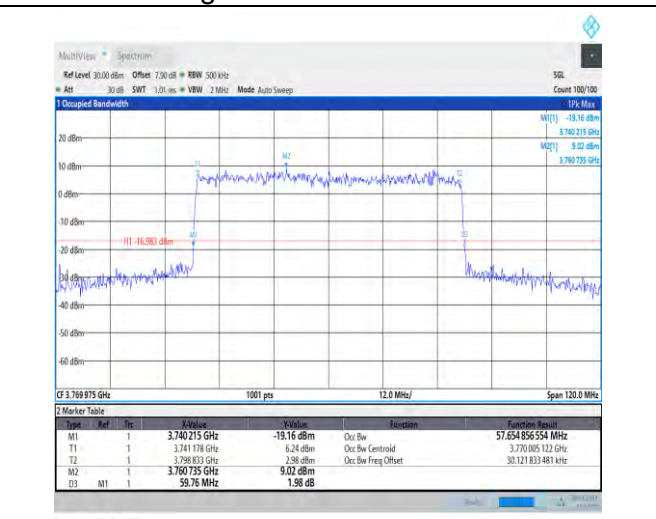 MultiView Spectrum
Ref Level 30.00 dBm Offset 7.90 dB RBW 500 kHz SGL
Att 30 dB SWT 1.01 ms VBW 2 MHz Mode Auto Sweep Count 100/100
1 Occupied Bandwidth 1Pk Max
M1[1] -19.16 dBm
3.740 215 GHz
M2[1] 9.02 dBm
3.760 735 GHz
20 dBm
M2
T1 T2
10 dBm
0 dBm
-10 dBm
M1 D3
H1 -16.983 dBm
-20 dBm
-30 dBm
-40 dBm
-50 dBm
-60 dBm
CF 3.769 975 GHz 1001 pts 12.0 MHz/ Span 120.0 MHz
2 Marker Table
Type Ref Trc X-Value Y-Value Function Function Result
M1 1 3.740 215 GHz -19.16 dBm Occ Bw 57.654 856 554 MHz
T1 1 3.741 178 GHz 6.24 dBm Occ Bw Centroid 3.770 005 122 GHz
T2 1 3.798 833 GHz 2.98 dBm Occ Bw Freq Offset 30.121 833 481 kHz
M2 1 3.760 735 GHz 9.02 dBm
D3 M1 1 59.76 MHz 1.98 dB